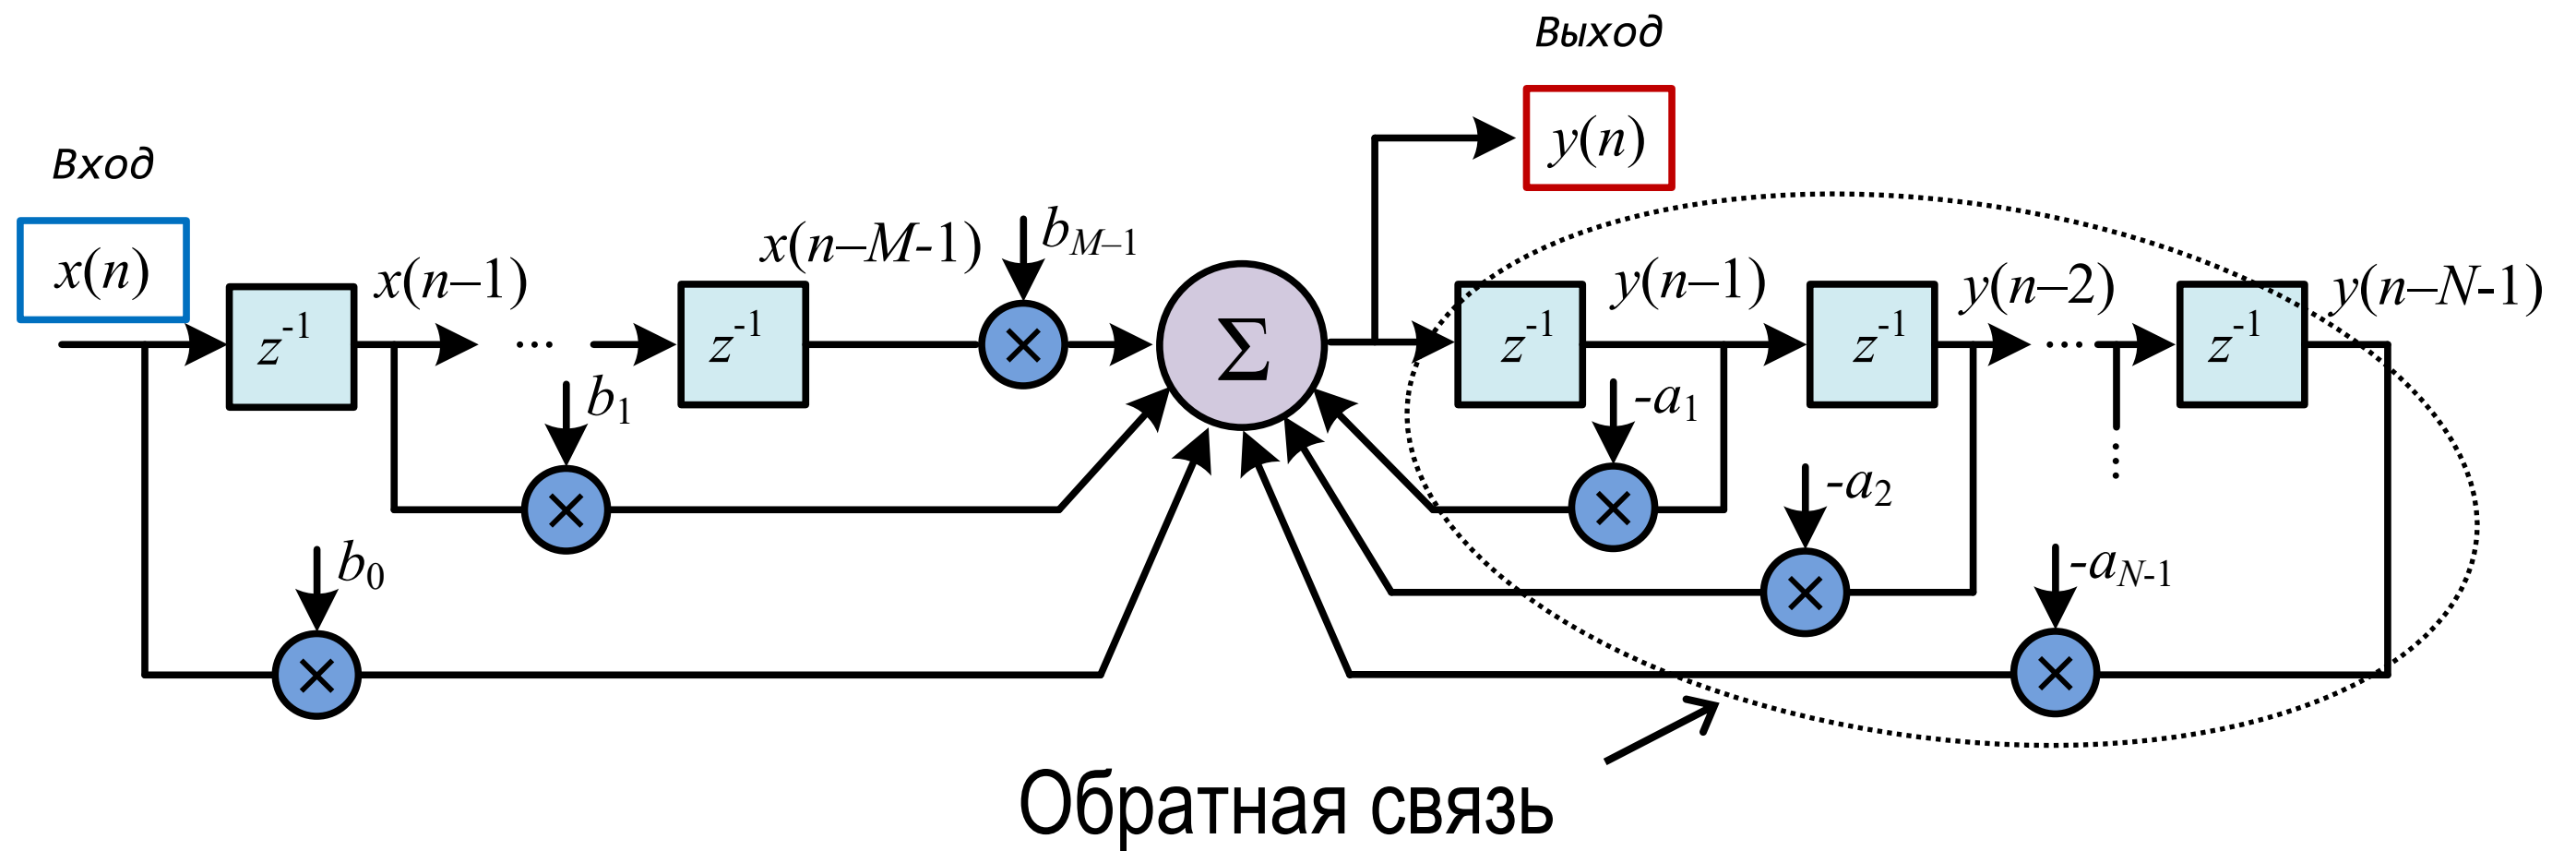 Выход
y(n)
Вход
x(n)
x(n–1)
x(n–M-1)
b_{M–1}
y(n–1)
y(n–2)
y(n–N-1)
z^{-1}
...
z^{-1}
Σ
z^{-1}
z^{-1}
...
z^{-1}
b_1
-a_1
...
-a_2
b_0
-a_{N-1}
Обратная связь